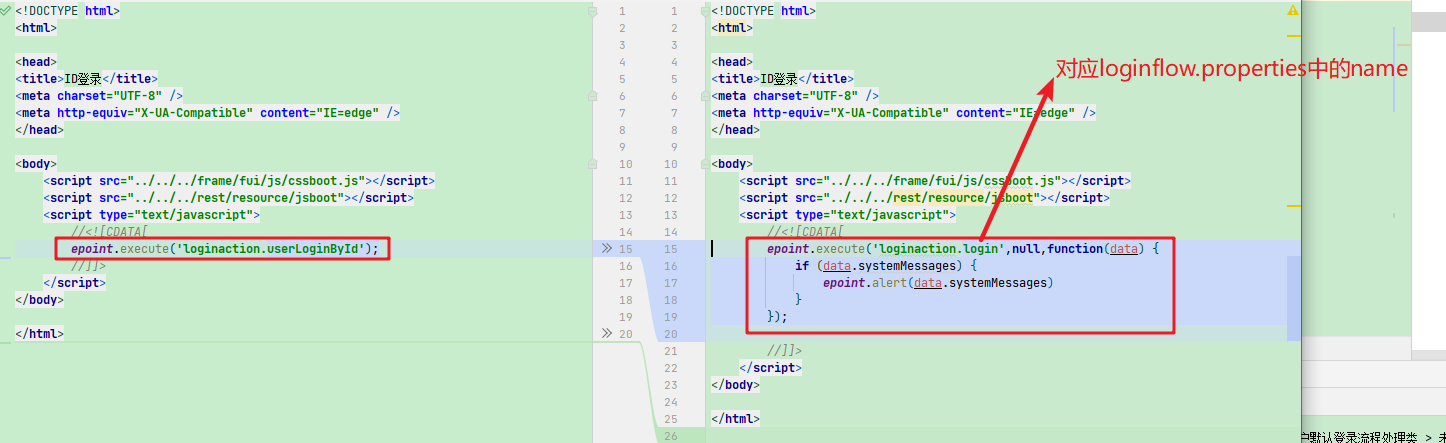 <!DOCTYPE html>
<html>
<head>
<title>ID登录</title>
<meta charset="UTF-8" />
<meta http-equiv="X-UA-Compatible" content="IE=edge" />
</head>
<body>
<script src="../../../frame/fui/js/cssboot.js"></script>
<script src="../../../rest/resource/jsboot"></script>
<script type="text/javascript">
//<![CDATA[
epoint.execute('loginaction.userLoginById');
//]]>
</script>
</body>
</html>
1 1
2 2
3 3
4 4
5 5
6 6
7 7
8 8
9 9
10 10
11 11
12 12
13 13
14 14
15 15
16 16
17 17
18 18
19 19
20 20
21
22
23
24
25
26
<!DOCTYPE html>
<html>
<head>
<title>ID登录</title>
<meta charset="UTF-8" />
<meta http-equiv="X-UA-Compatible" content="IE=edge" />
</head>
<body>
<script src="../../../frame/fui/js/cssboot.js"></script>
<script src="../../../rest/resource/jsboot"></script>
<script type="text/javascript">
//<![CDATA[
epoint.execute('loginaction.login',null,function(data) {
if (data.systemMessages) {
epoint.alert(data.systemMessages)
}
});
//]]>
</script>
</body>
</html>
对应loginflow.properties中的name
户默认登录流程处理类 >